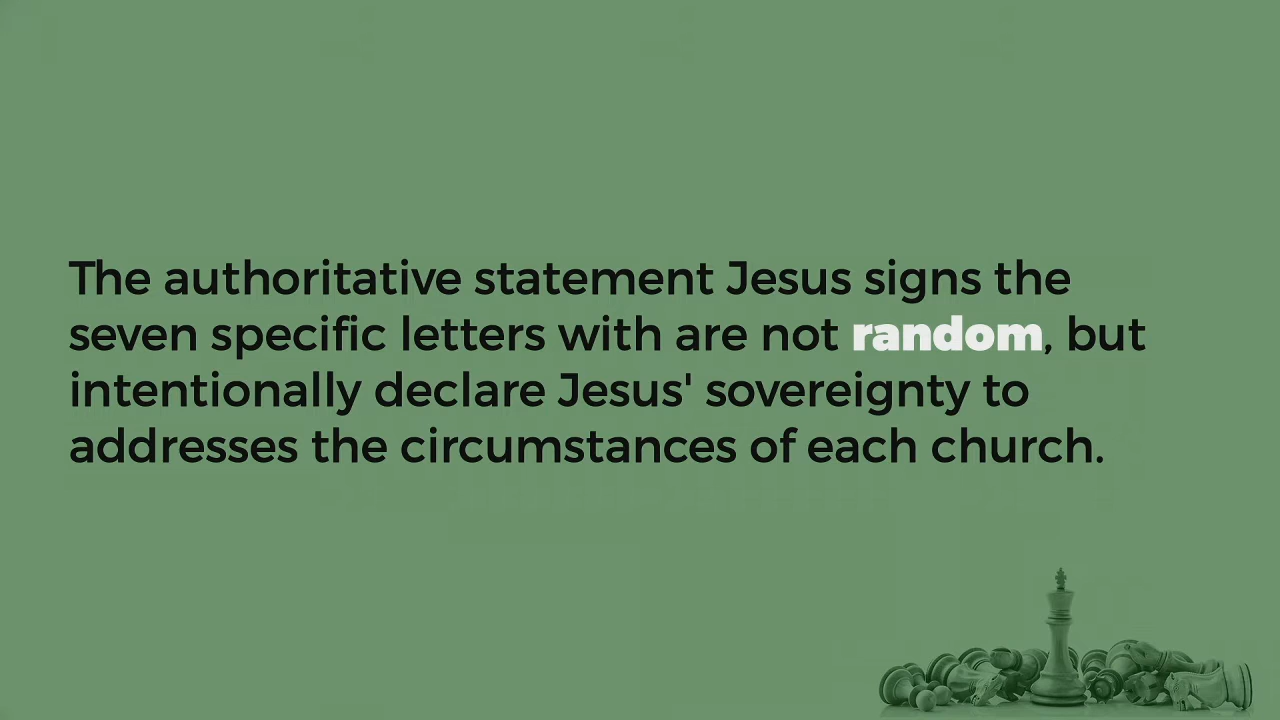 The authoritative statement Jesus signs the
seven specific letters with are not random, but
intentionally declare Jesus' sovereignty to
addresses the circumstances of each church.